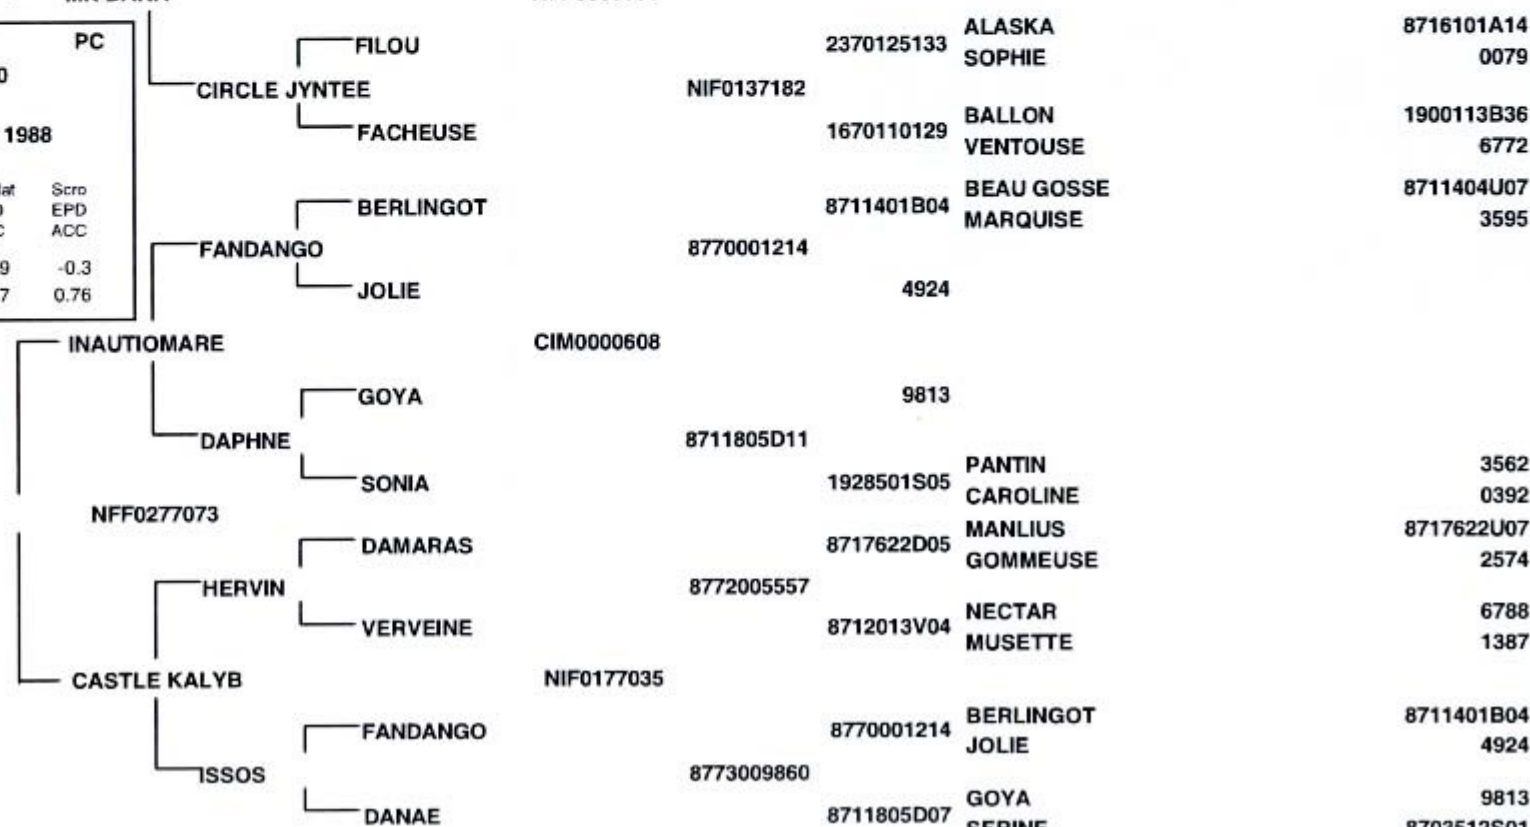 PC
FILOU
2370125133
ALASKA
8716101A14
SOPHIE
0079
CIRCLE JYNTEE
NIF0137182
FACHEUSE
1670110129
BALLON
1900113B36
VENTOUSE
6772
1988
Scro
EPD
ACC
-0.3
0.76
BERLINGOT
8711401B04
BEAU GOSSE
8711404U07
MARQUISE
3595
FANDANGO
8770001214
JOLIE
4924
INAUTIOMARE
CIM0000608
GOYA
9813
DAPHNE
8711805D11
SONIA
1928501S05
PANTIN
3562
CAROLINE
0392
NFF0277073
DAMARAS
8717622D05
MANLIUS
8717622U07
GOMMEUSE
2574
HERVIN
8772005557
VERVEINE
8712013V04
NECTAR
6788
MUSETTE
1387
CASTLE KALYB
NIF0177035
FANDANGO
8770001214
BERLINGOT
8711401B04
JOLIE
4924
ISSOS
8773009860
DANAE
8711805D07
GOYA
9813